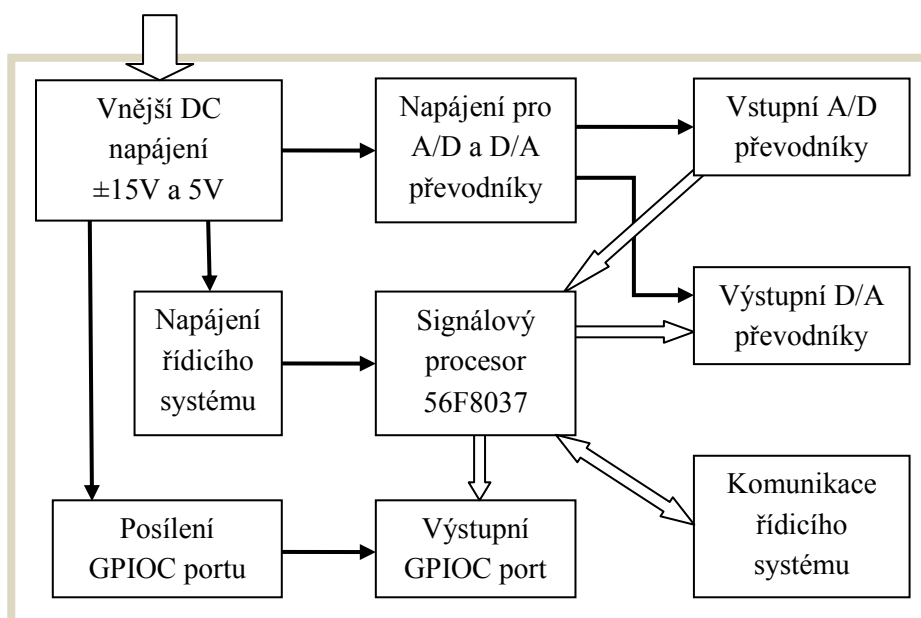 Vnější DC
napájení
±15V a 5V
Napájení pro
A/D a D/A
převodníky
Vstupní A/D
převodníky
Napájení
řídicího
systému
Signálový
procesor
56F8037
Výstupní D/A
převodníky
Posílení
GPIOC portu
Výstupní
GPIOC port
Komunikace
řídicího
systému